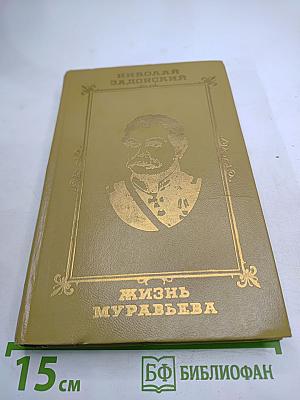 НИКОЛАЙ
ЗАДОНСКИЙ
ЖИЗНЬ
МУРАВЬЕВА
15 см
БФ БИБЛИОФАН